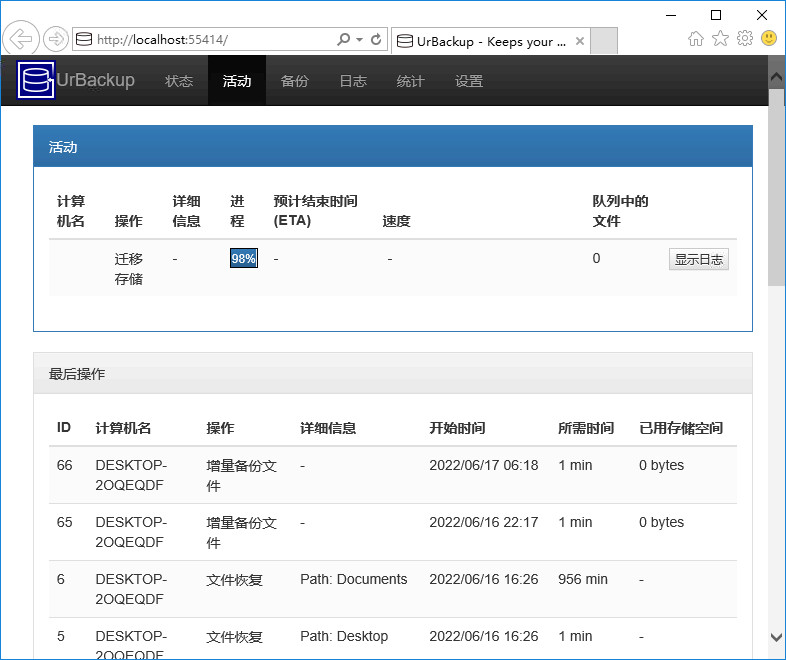 http://localhost:55414/
UrBackup - Keeps your ...
UrBackup 状态 活动 备份 日志 统计 设置
活动
计算机名 操作 详细信息 进程 预计结束时间 (ETA) 速度 队列中的文件
迁移存储 - 98% - - 0 显示日志
最后操作
ID 计算机名 操作 详细信息 开始时间 所需时间 已用存储空间
66 DESKTOP-2OQEQDF 增量备份文件 - 2022/06/17 06:18 1 min 0 bytes
65 DESKTOP-2OQEQDF 增量备份文件 - 2022/06/16 22:17 1 min 0 bytes
6 DESKTOP-2OQEQDF 文件恢复 Path: Documents 2022/06/16 16:26 956 min -
5 DESKTOP-2OQEQDF 文件恢复 Path: Desktop 2022/06/16 16:26 1 min -